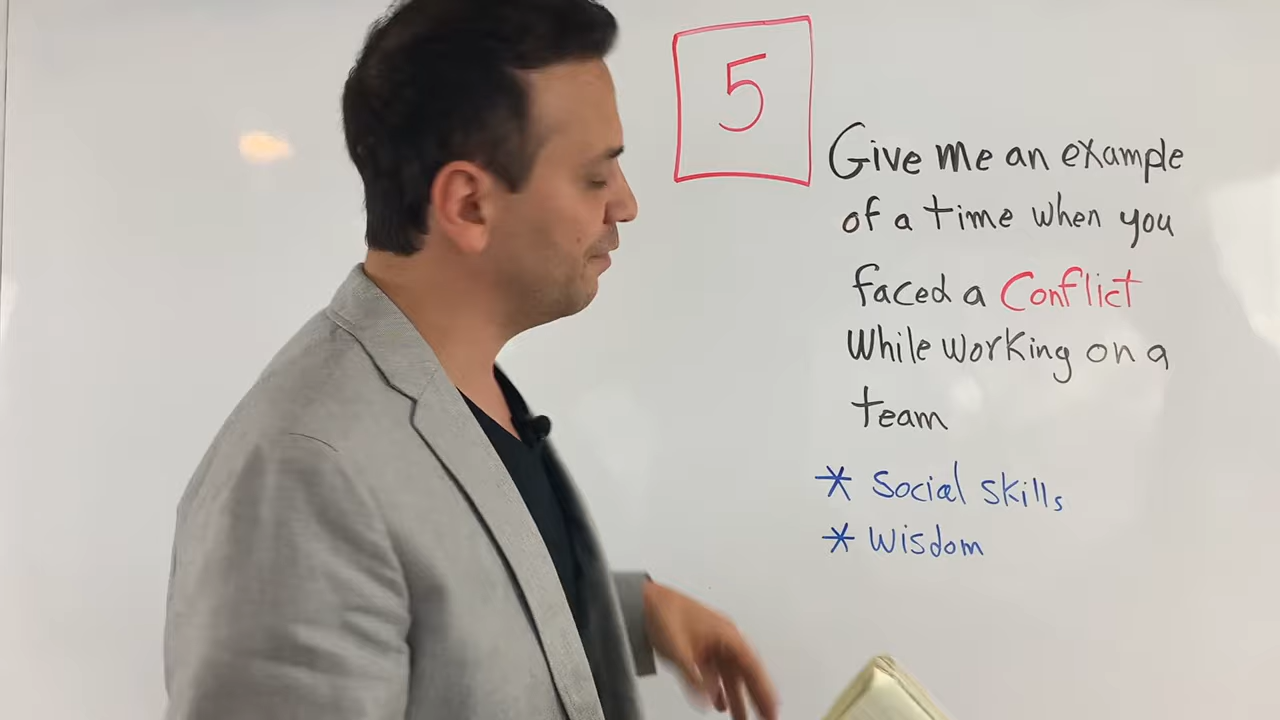 5
Give me an example
of a time when you
faced a Conflict
While working on a
team
* Social skills
* Wisdom